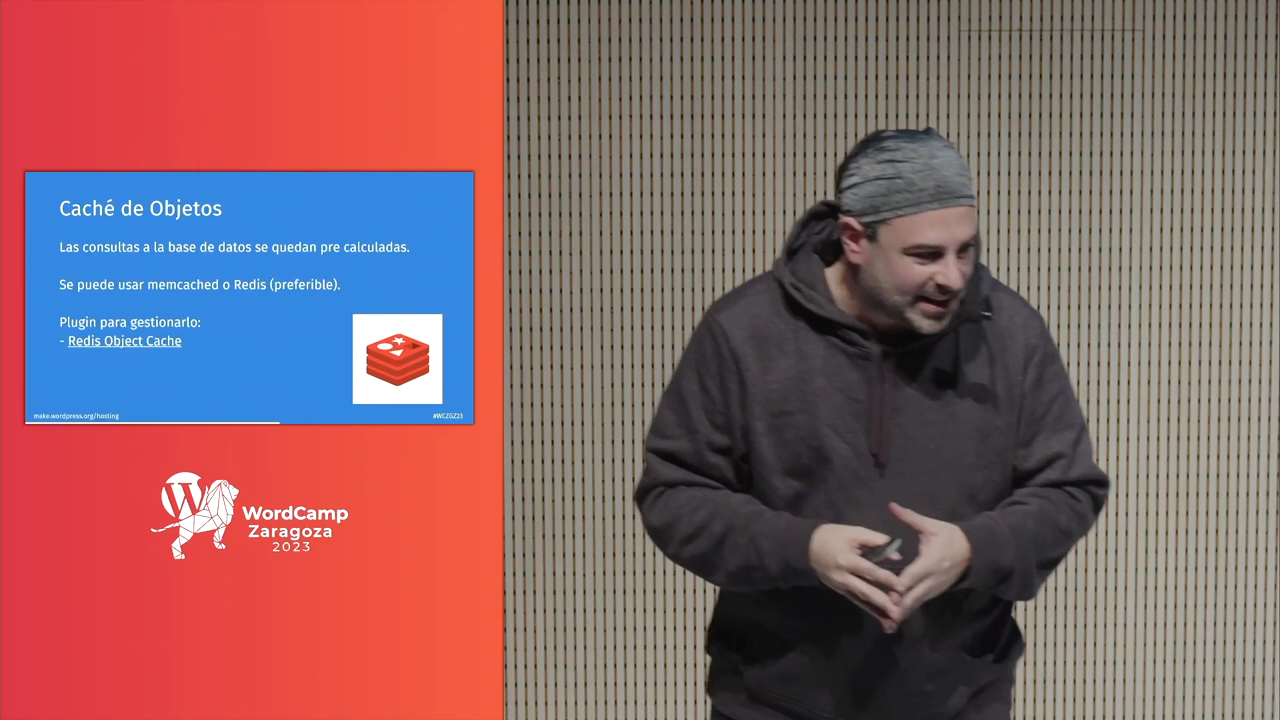 Caché de Objetos
Las consultas a la base de datos se quedan pre calculadas.
Se puede usar memcached o Redis (preferible).
Plugin para gestionarlo:
- Redis Object Cache
make.wordpress.org/hosting
#WCZGZ23
W
WordCamp
Zaragoza
2023